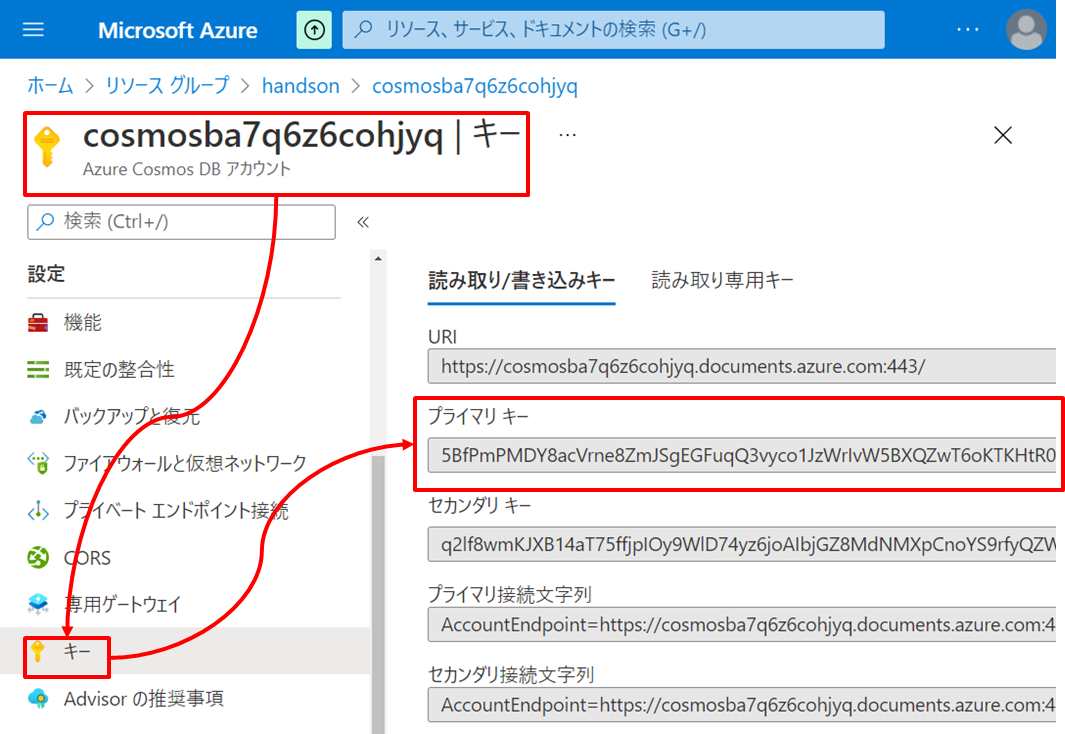 Microsoft Azure
リソース、サービス、ドキュメントの検索 (G+/)
ホーム > リソース グループ > handson > cosmosba7q6z6cohjyq
cosmosba7q6z6cohjyq | キー
Azure Cosmos DB アカウント
検索 (Ctrl+/)
設定
機能
既定の整合性
バックアップと復元
ファイアウォールと仮想ネットワーク
プライベート エンドポイント接続
CORS
専用ゲートウェイ
キー
Advisor の推奨事項
読み取り/書き込みキー 読み取り専用キー
URI
https://cosmosba7q6z6cohjyq.documents.azure.com:443/
プライマリ キー
5BfPmPMDY8acVrne8ZmJSgEGFuqQ3vyco1JzWrIvW5BXQZwT6oKTKHtR0
セカンダリ キー
q2lf8wmKJXB14aT75ffjpIOy9WlD74yz6joAIbjGZ8MdNMXpCnoYS9rfyQZW
プライマリ接続文字列
AccountEndpoint=https://cosmosba7q6z6cohjyq.documents.azure.com:4
セカンダリ接続文字列
AccountEndpoint=https://cosmosba7q6z6cohjyq.documents.azure.com:4